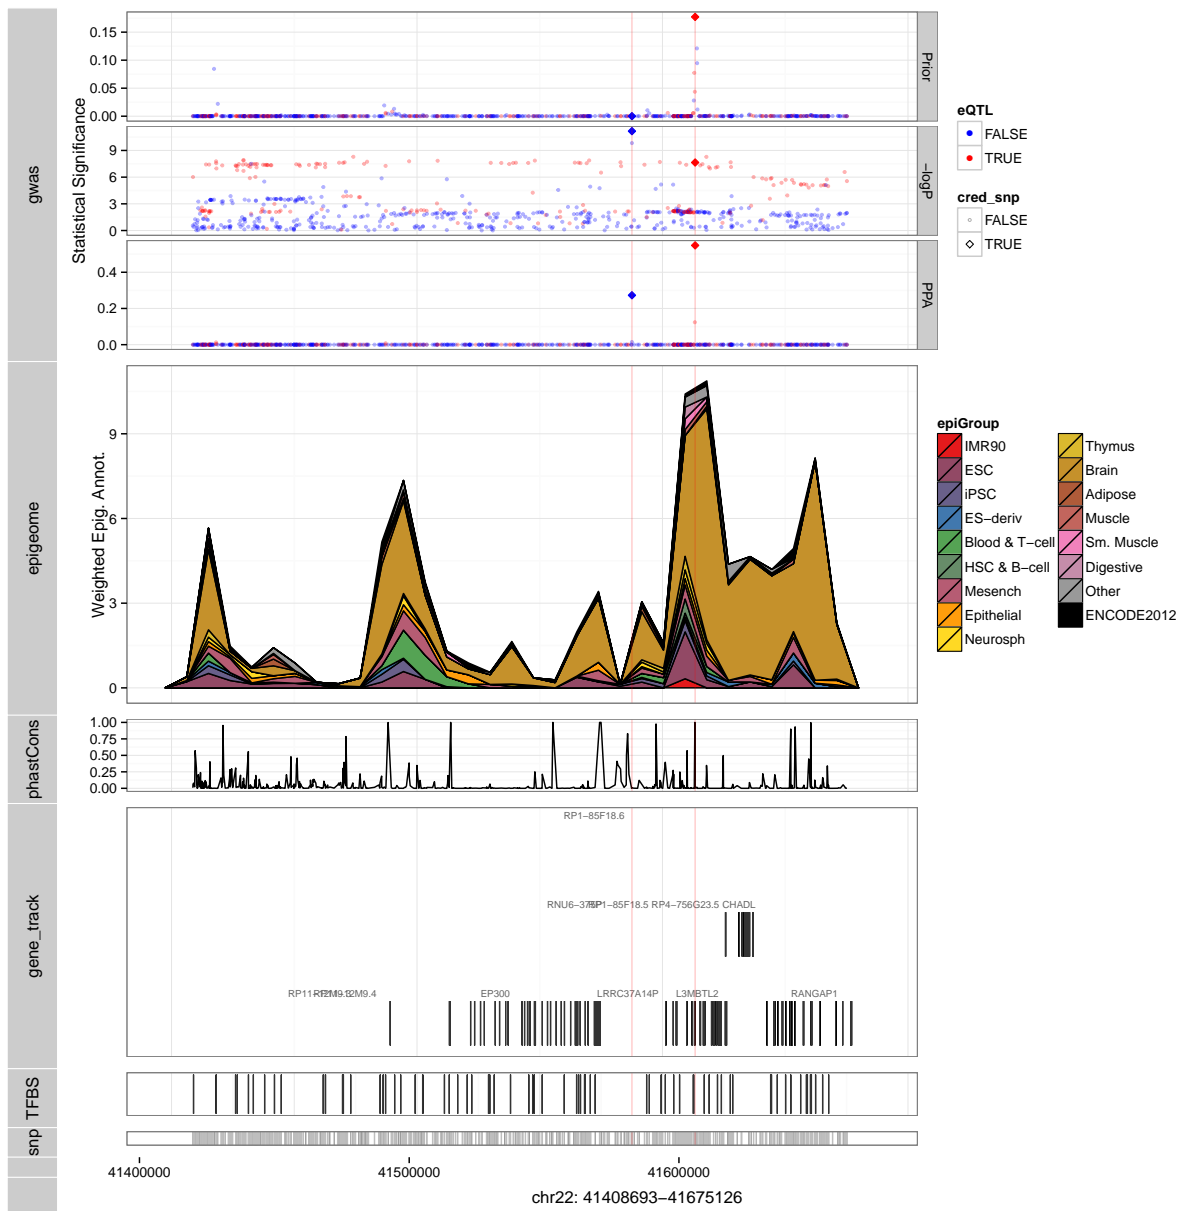 gwas
Statistical Significance
0.15
0.10
0.05
0.00
Prior
9
6
3
0
−logP
0.4
0.2
0.0
PPA
eQTL
FALSE
TRUE
cred_snp
FALSE
TRUE
epigeome
Weighted Epig. Annot.
9
6
3
0
epiGroup
IMR90
ESC
iPSC
ES−deriv
Blood & T−cell
HSC & B−cell
Mesench
Epithelial
Neurosph
Thymus
Brain
Adipose
Muscle
Sm. Muscle
Digestive
Other
ENCODE2012
phastCons
1.00
0.75
0.50
0.25
0.00
gene_track
RP1−85F18.6
RP1−85F18.5 RP4−756G23.5 CHADL
EP300 LRRC37A14P L3MBTL2 RANGAP1
TFBS
snp
41400000 41500000 41600000
chr22: 41408693−41675126